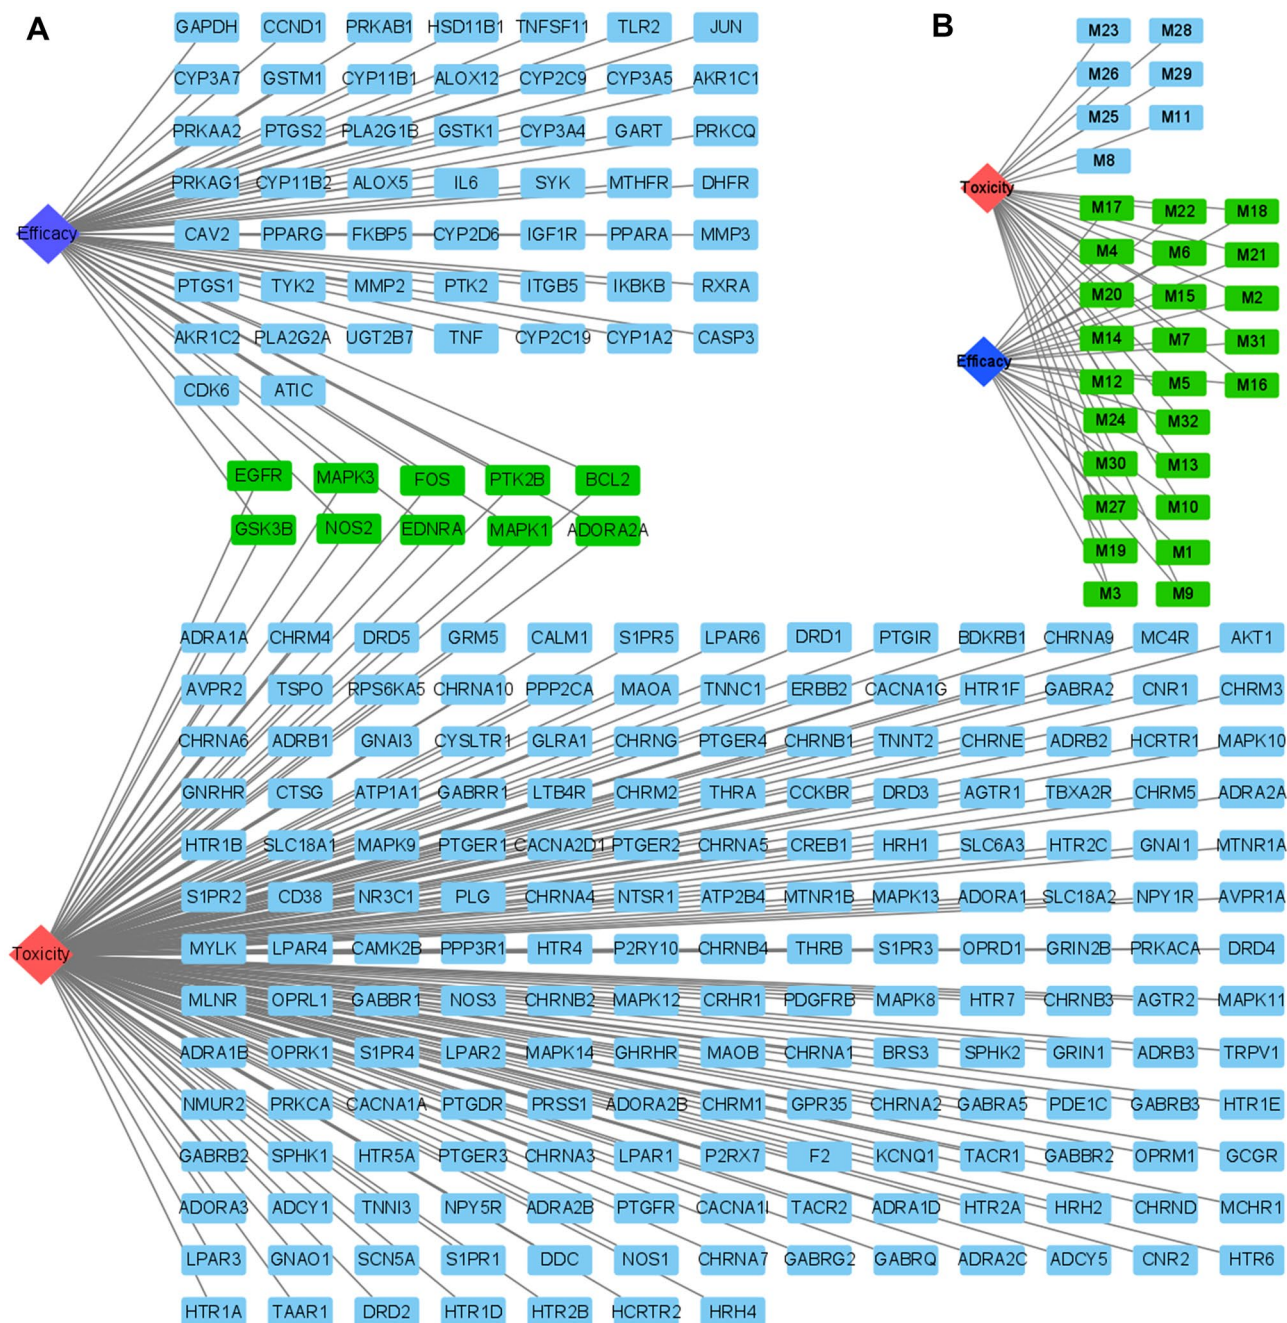 A
GAPDH CCND1 PRKAB1 HSD11B1 TNFSF11 TLR2 JUN
CYP3A7 GSTM1 CYP11B1 ALOX12 CYP2C9 CYP3A5 AKR1C1
PRKAA2 PTGS2 PLA2G1B GSTK1 CYP3A4 GART PRKCQ
PRKAG1 CYP11B2 ALOX5 IL6 SYK MTHFR DHFR
Efficacy CAV2 PPARG FKBP5 CYP2D6 IGF1R PPARA MMP3
PTGS1 TYK2 MMP2 PTK2 ITGB5 IKBKB RXRA
AKR1C2 PLA2G2A UGT2B7 TNF CYP2C19 CYP1A2 CASP3
CDK6 ATIC
EGFR MAPK3 FOS PTK2B BCL2
GSK3B NOS2 EDNRA MAPK1 ADORA2A
ADRA1A CHRM4 DRD5 GRM5 CALM1 S1PR5 LPAR6 DRD1 PTGIR BDKRB1 CHRNA9 MC4R AKT1
AVPR2 TSPO RPS6KA5 CHRNA10 PPP2CA MAOA TNNC1 ERBB2 CACNA1G HTR1F GABRA2 CNR1 CHRM3
CHRNA6 ADRB1 GNAI3 CYSLTR1 GLRA1 CHRNG PTGER4 CHRNB1 TNNT2 CHRNE ADRB2 HCRTR1 MAPK10
GNRHR CTSG ATP1A1 GABRR1 LTB4R CHRM2 THRA CCKBR DRD3 AGTR1 TBXA2R CHRM5 ADRA2A
HTR1B SLC18A1 MAPK9 PTGER1 CACNA2D1 PTGER2 CHRNA5 CREB1 HRH1 SLC6A3 HTR2C GNAI1 MTNR1A
S1PR2 CD38 NR3C1 PLG CHRNA4 NTSR1 ATP2B4 MTNR1B MAPK13 ADORA1 SLC18A2 NPY1R AVPR1A
Toxicity MYLK LPAR4 CAMK2B PPP3R1 HTR4 P2RY10 CHRNB4 THRB S1PR3 OPRD1 GRIN2B PRKACA DRD4
MLNR OPRL1 GABBR1 NOS3 CHRNB2 MAPK12 CRHR1 PDGFRB MAPK8 HTR7 CHRNB3 AGTR2 MAPK11
ADRA1B OPRK1 S1PR4 LPAR2 MAPK14 GHRHR MAOB CHRNA1 BRS3 SPHK2 GRIN1 ADRB3 TRPV1
NMUR2 PRKCA CACNA1A PTGDR PRSS1 ADORA2B CHRM1 GPR35 CHRNA2 GABRA5 PDE1C GABRB3 HTR1E
GABRB2 SPHK1 HTR5A PTGER3 CHRNA3 LPAR1 P2RX7 F2 KCNQ1 TACR1 GABBR2 OPRM1 GCGR
ADORA3 ADCY1 TNNI3 NPY5R ADRA2B PTGFR CACNA1I TACR2 ADRA1D HTR2A HRH2 CHRND MCHR1
LPAR3 GNAO1 SCN5A S1PR1 DDC NOS1 CHRNA7 GABRG2 GABRQ ADRA2C ADCY5 CNR2 HTR6
HTR1A TAAR1 DRD2 HTR1D HTR2B HCRTR2 HRH4
B
M23 M28
M26 M29
M25 M11
M8
Toxicity
M17 M22 M18
M4 M6 M21
M20 M15 M2
M14 M7 M31
Efficacy
M12 M5 M16
M24 M32
M30 M13
M27 M10
M19 M1
M3 M9